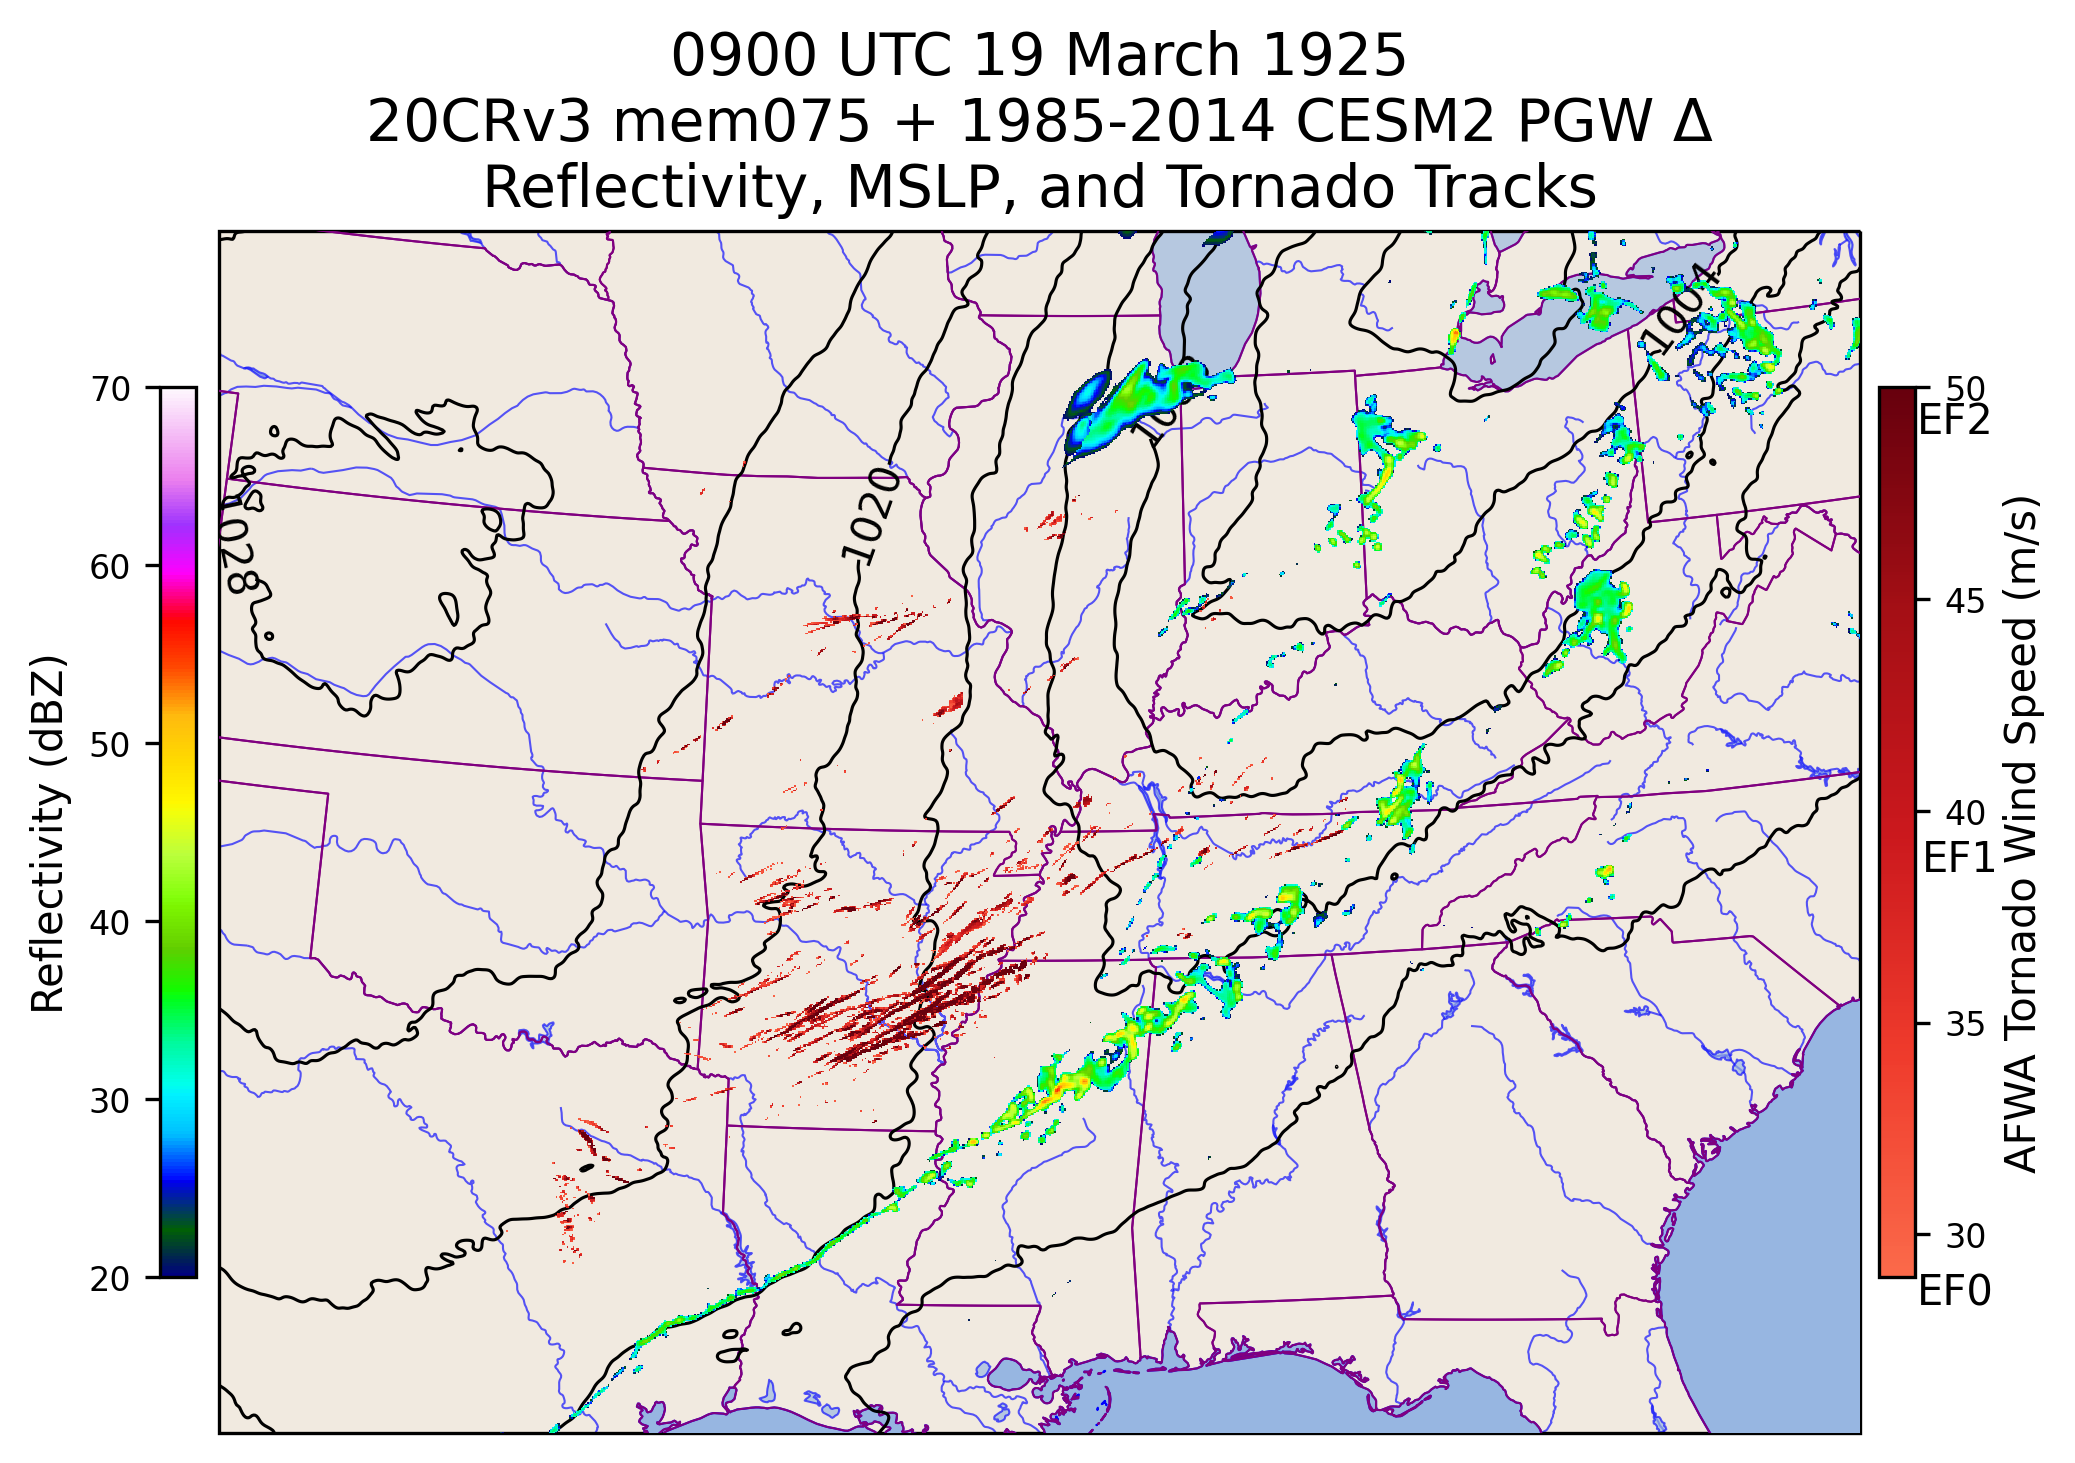 0900 UTC 19 March 1925
20CRv3 mem075 + 1985-2014 CESM2 PGW Δ
Reflectivity, MSLP, and Tornado Tracks
Reflectivity (dBZ)
70
60
50
40
30
20
1028
1020
1004
50
EF2
45
40
EF1
35
30
EF0
AFWA Tornado Wind Speed (m/s)